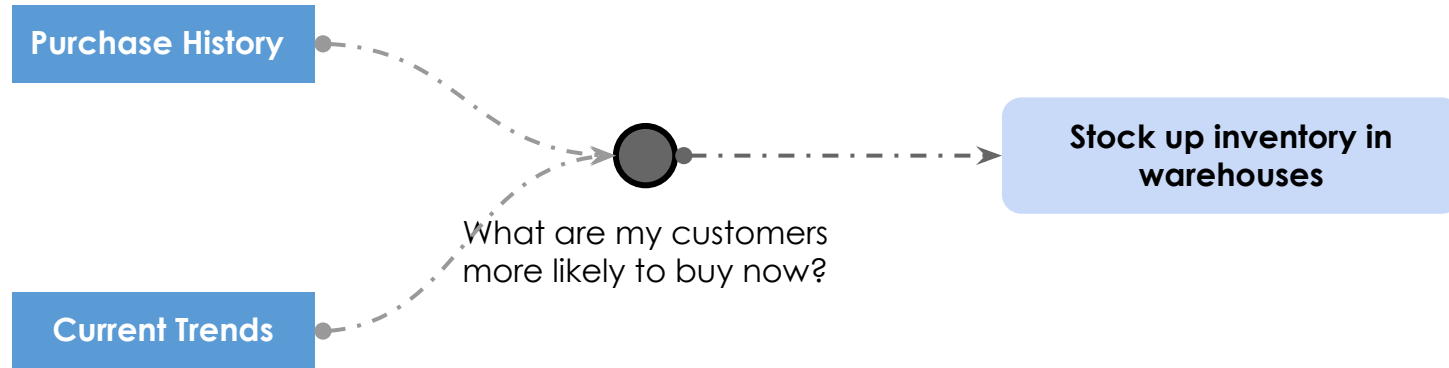 Purchase History
Stock up inventory in
warehouses
What are my customers
more likely to buy now?
Current Trends